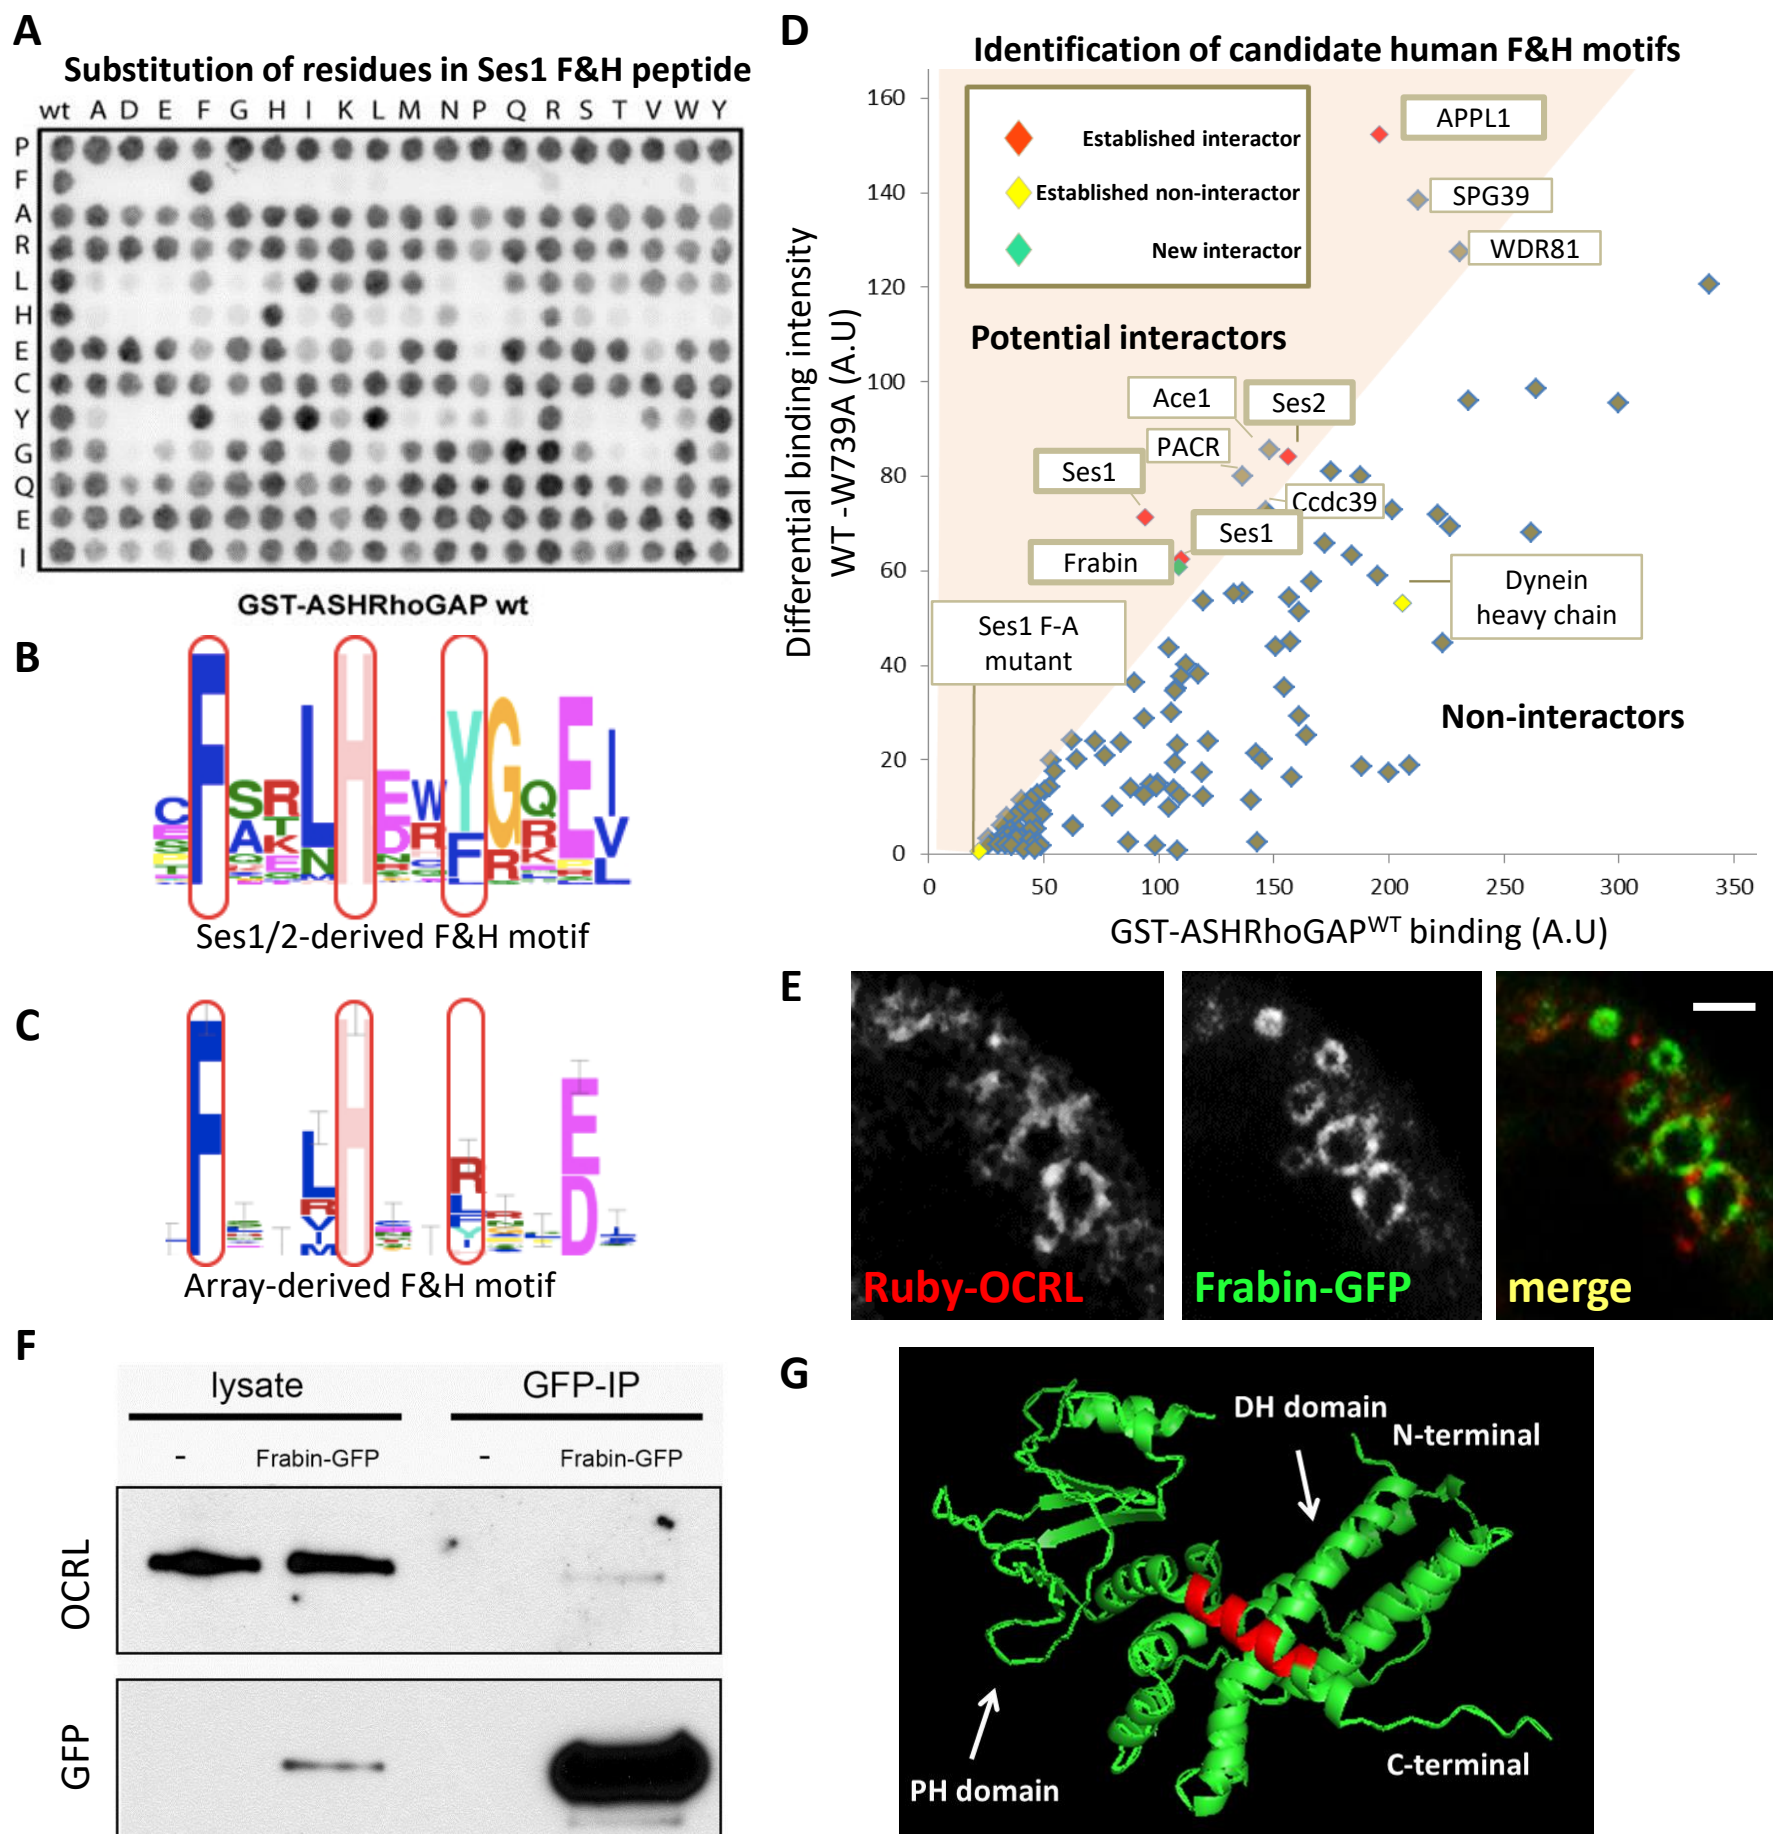 A
Substitution of residues in Ses1 F&H peptide
wt A D E F G H I K L M N P Q R S T V W Y
P
F
A
R
L
H
E
C
Y
G
Q
E
I
GST-ASHRhoGAP wt
B
Ses1/2-derived F&H motif
C
Array-derived F&H motif
D
Identification of candidate human F&H motifs
Differential binding intensity
WT -W739A (A.U)
160
140
120
100
80
60
40
20
0
0 50 100 150 200 250 300 350
GST-ASHRhoGAPWT binding (A.U)
Established interactor
Established non-interactor
New interactor
Potential interactors
Non-interactors
APPL1
SPG39
WDR81
Ace1
Ses2
PACR
Ses1
Ccdc39
Ses1
Frabin
Dynein
heavy chain
Ses1 F-A
mutant
E
Ruby-OCRL
Frabin-GFP
merge
F
lysate GFP-IP
- Frabin-GFP - Frabin-GFP
OCRL
GFP
G
DH domain
N-terminal
PH domain
C-terminal